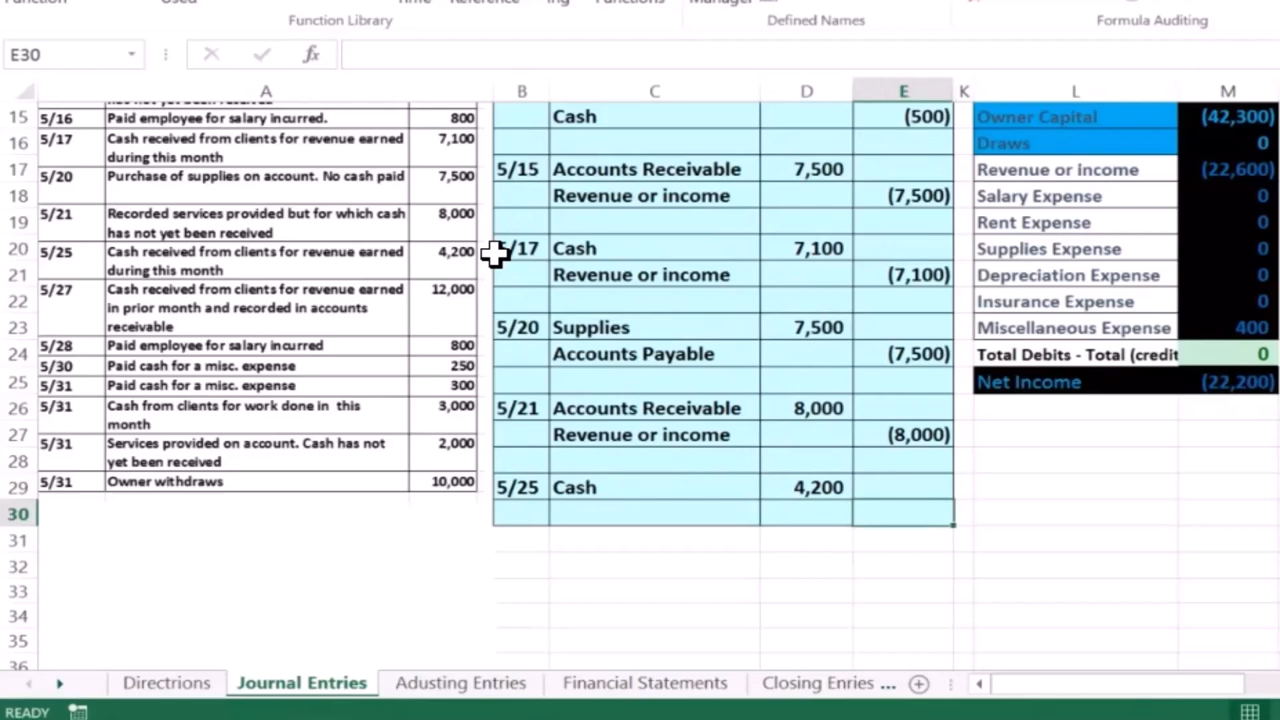 Function Library
Defined Names
Formula Auditing
E30
fx
A B C D E K L M
15
16
17
18
19
20
21
22
23
24
25
26
27
28
29
30
31
32
33
34
35
5/16 Paid employee for salary incurred. 800
5/17 Cash received from clients for revenue earned 7,100
during this month
5/20 Purchase of supplies on account. No cash paid 7,500
5/21 Recorded services provided but for which cash 8,000
has not yet been received
5/25 Cash received from clients for revenue earned 4,200
during this month
5/27 Cash received from clients for revenue earned 12,000
in prior month and recorded in accounts
receivable
5/28 Paid employee for salary incurred 800
5/30 Paid cash for a misc. expense 250
5/31 Paid cash for a misc. expense 300
5/31 Cash from clients for work done in this 3,000
month
5/31 Services provided on account. Cash has not 2,000
yet been received
5/31 Owner withdraws 10,000
Cash (500)
5/15 Accounts Receivable 7,500
Revenue or income (7,500)
/17 Cash 7,100
Revenue or income (7,100)
5/20 Supplies 7,500
Accounts Payable (7,500)
5/21 Accounts Receivable 8,000
Revenue or income (8,000)
5/25 Cash 4,200
Owner Capital (42,300)
Draws 0
Revenue or income (22,600)
Salary Expense 0
Rent Expense 0
Supplies Expense 0
Depreciation Expense 0
Insurance Expense 0
Miscellaneous Expense 400
Total Debits - Total (credit 0
Net Income (22,200)
Directions Journal Entries Adusting Entries Financial Statements Closing Enries ...
READY